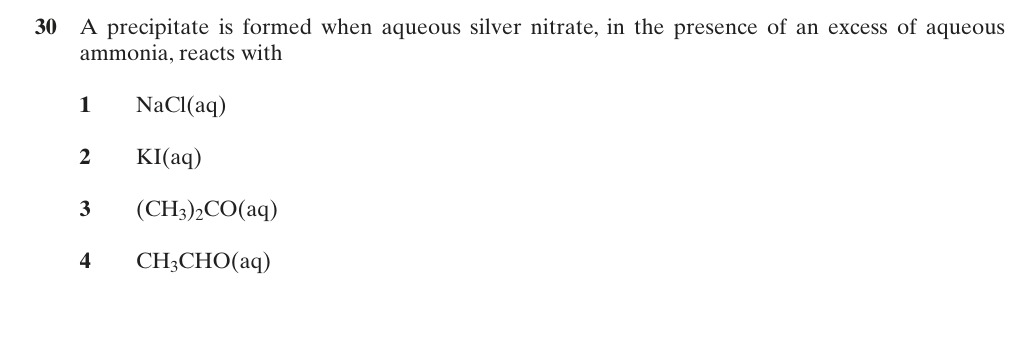 30 A precipitate is formed when aqueous silver nitrate, in the presence of an excess of aqueous
ammonia, reacts with
1 NaCl(aq)
2 KI(aq)
3 (CH₃)₂CO(aq)
4 CH₃CHO(aq)